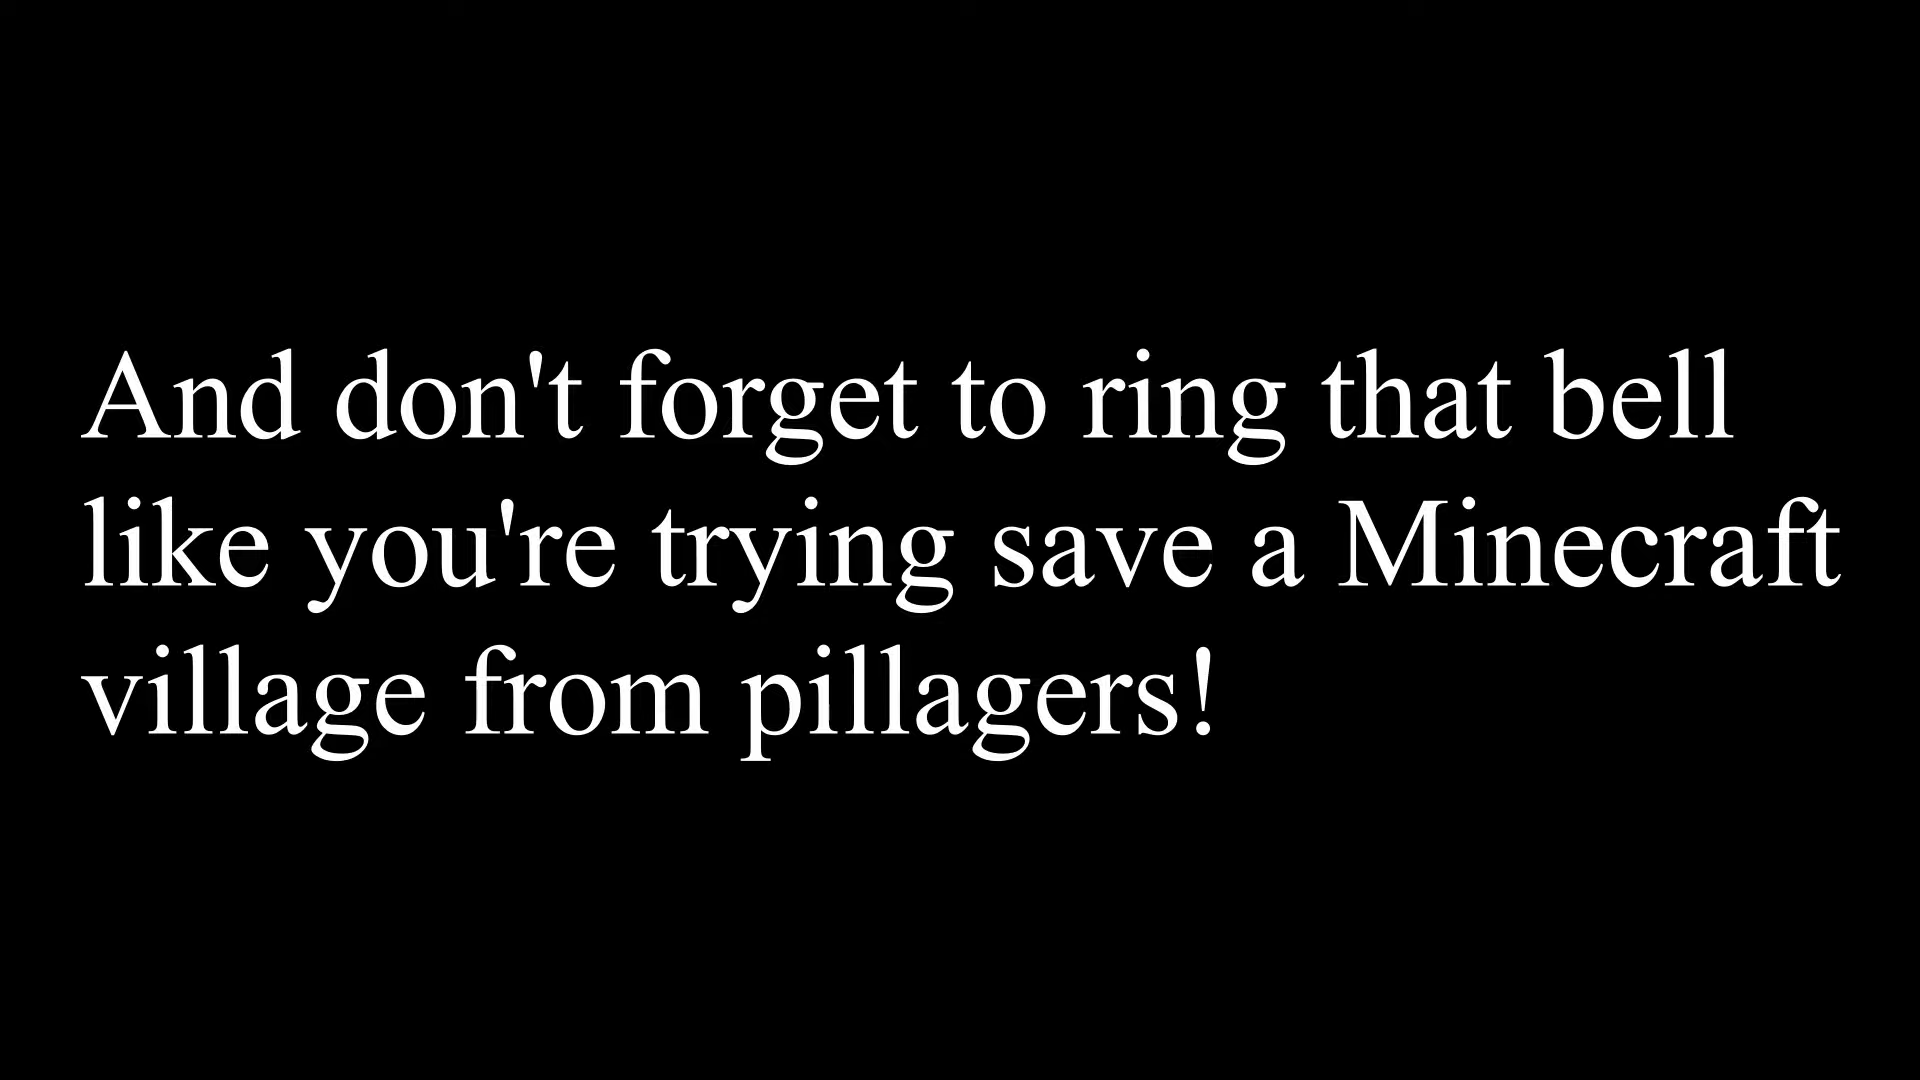 And don't forget to ring that bell
like you're trying save a Minecraft
village from pillagers!